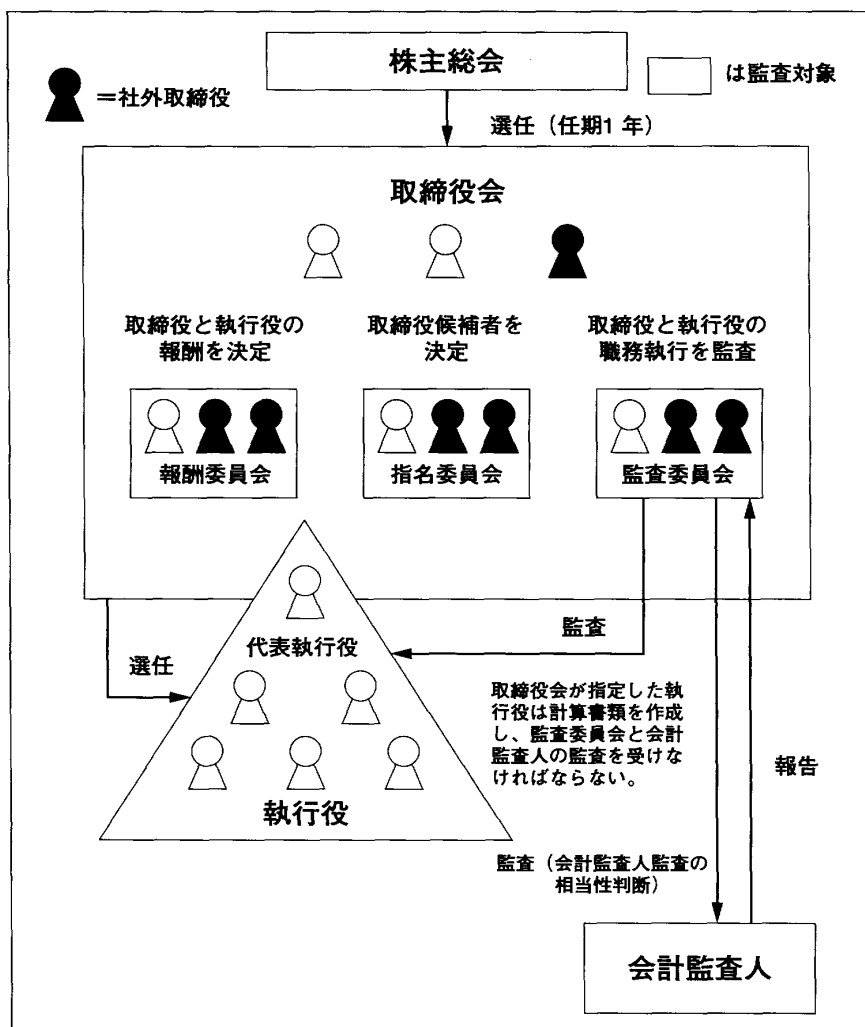 株主総会
＝社外取締役
は監査対象
選任（任期1 年）
取締役会
取締役と執行役の
報酬を決定
取締役候補者を
決定
取締役と執行役の
職務執行を監査
報酬委員会
指名委員会
監査委員会
選任
代表執行役
執行役
監査
取締役会が指定した執
行役は計算書類を作成
し、監査委員会と会計
監査人の監査を受けな
ければならない。
報告
監査（会計監査人監査の
相当性判断）
会計監査人